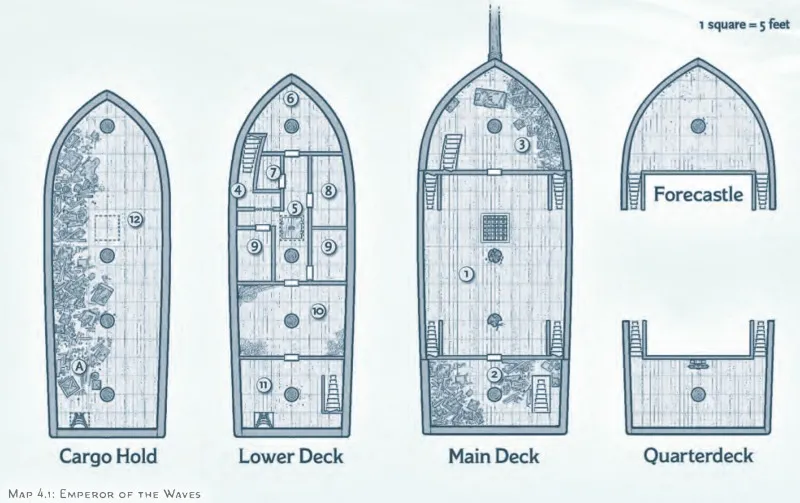 1 square = 5 feet
6
3
7
4
8
5
12
9
9
1
10
A
11
2
Forecastle
Cargo Hold
Lower Deck
Main Deck
Quarterdeck
Map 4.1: Emperor of the Waves